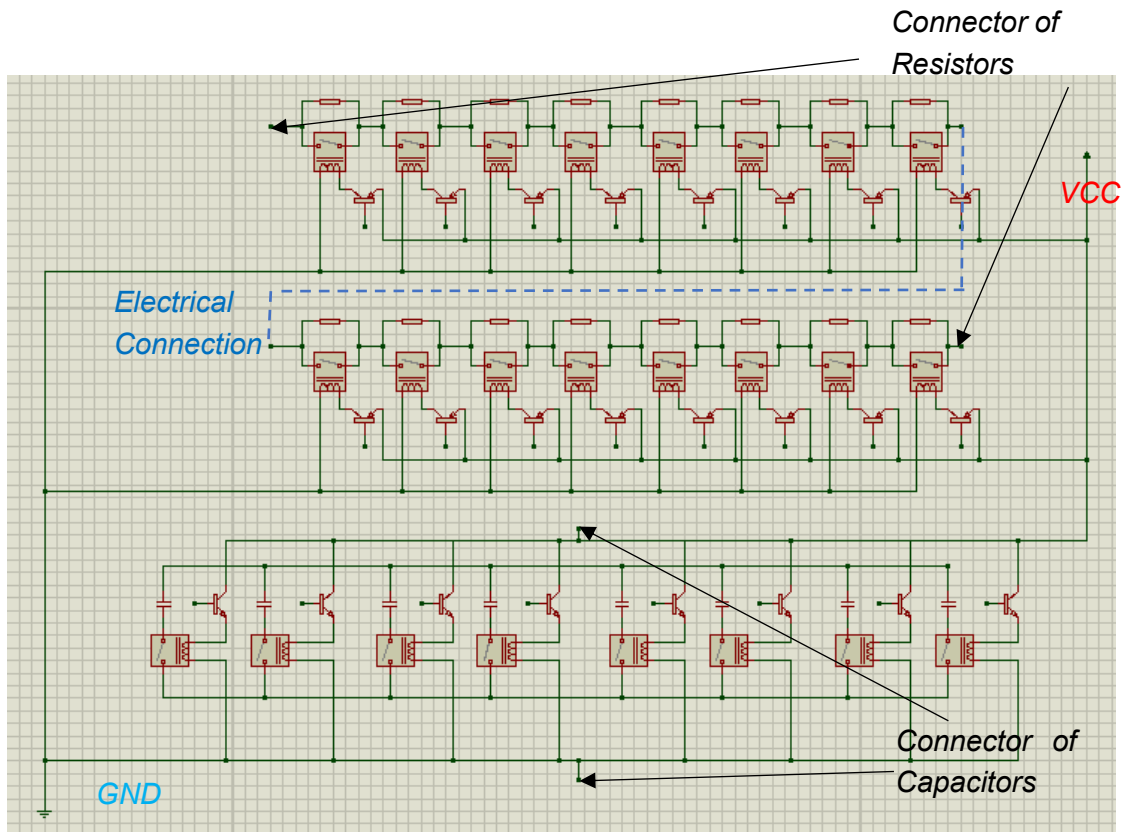 Connector of
Resistors
VCC
Electrical
Connection
Connector of
Capacitors
GND